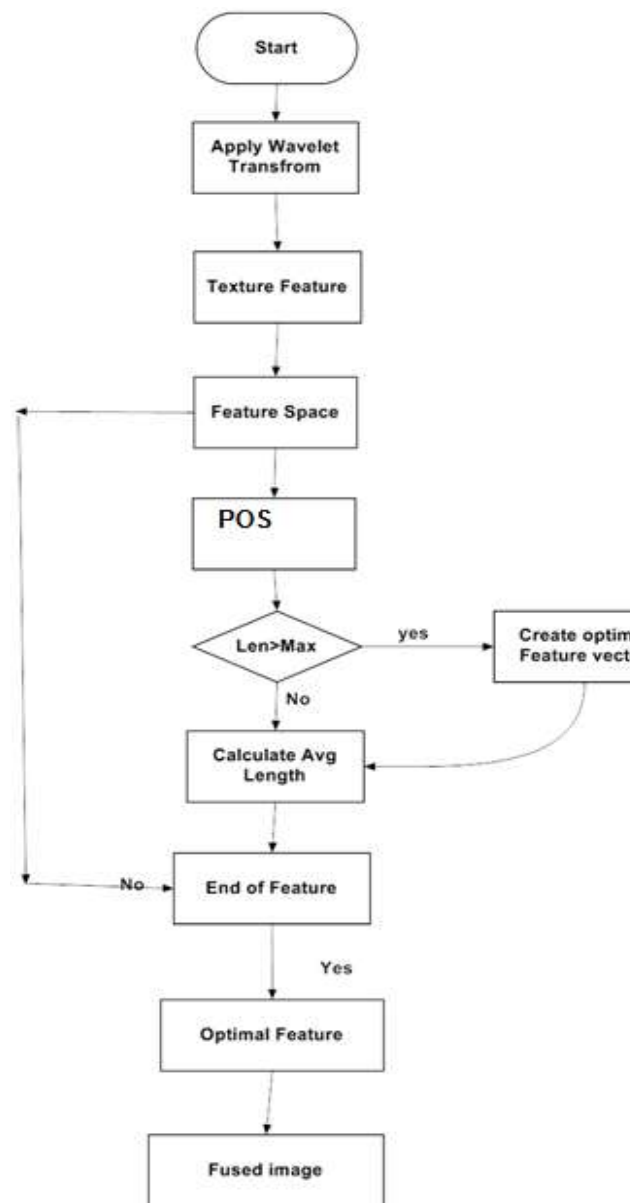 Start
Apply Wavelet
Transfrom
Texture Feature
Feature Space
POS
Len>Max
yes
Create optim
Feature vect
No
Calculate Avg
Length
No
End of Feature
Yes
Optimal Feature
Fused image